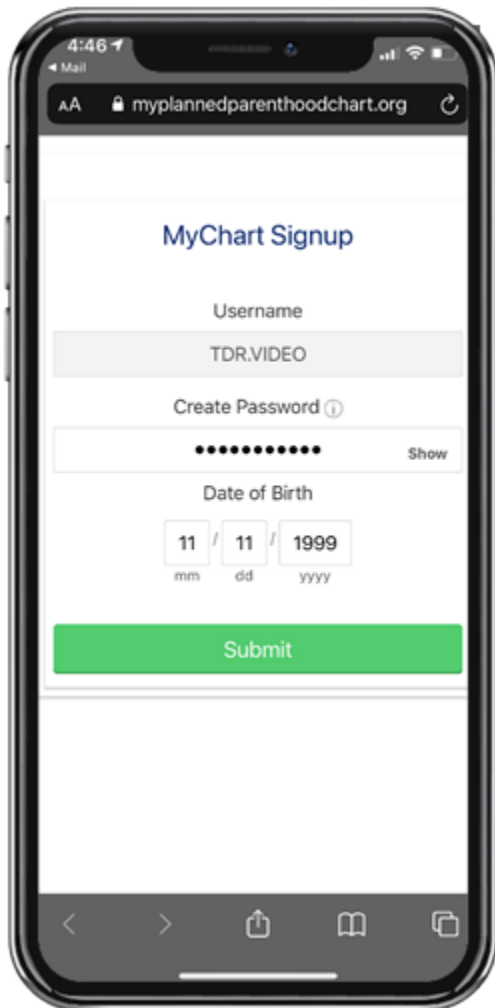 4:46
◀ Mail
AA myplannedparenthoodchart.org
MyChart Signup
Username
TDR.VIDEO
Create Password
••••••••••• Show
Date of Birth
11 / 11 / 1999
mm dd yyyy
Submit